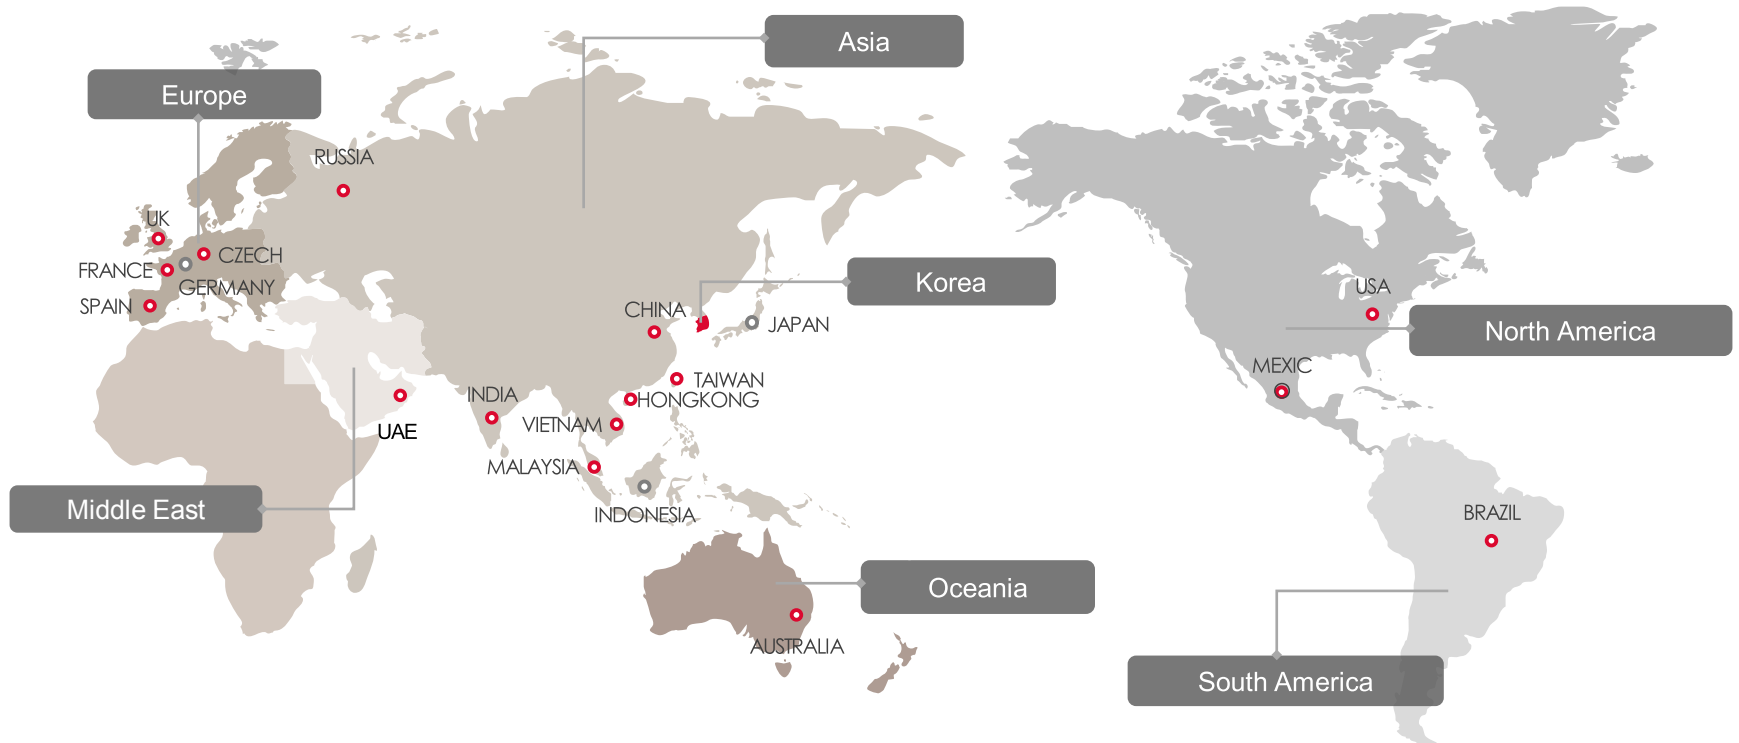 Asia
Europe
RUSSIA
UK
CZECH
FRANCE
GERMANY
SPAIN
Korea
CHINA
JAPAN
USA
North America
MEXIC
TAIWAN
INDIA
HONGKONG
VIETNAM
UAE
MALAYSIA
Middle East
INDONESIA
BRAZIL
Oceania
AUSTRALIA
South America